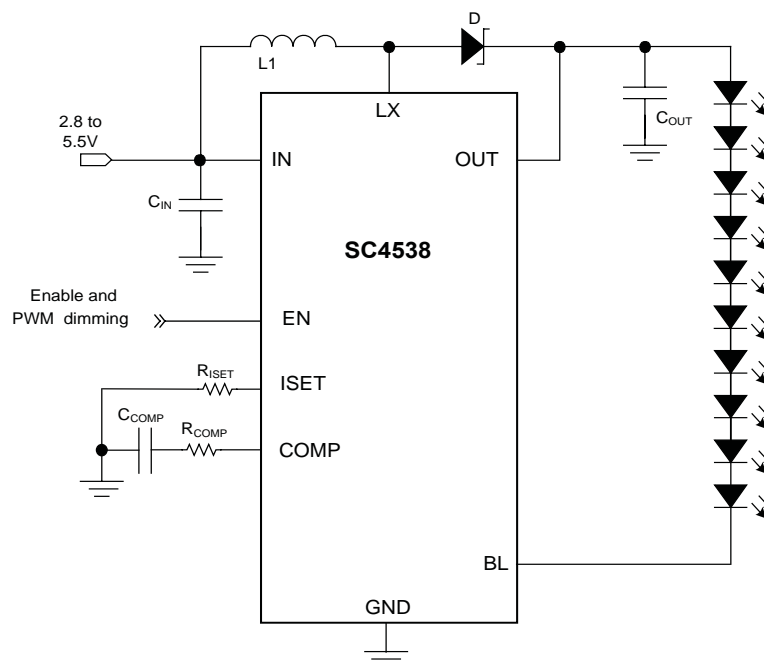 D
L1
LX
2.8 to
5.5V
IN
OUT
COUT
CIN
SC4538
Enable and
PWM dimming
EN
RISET
ISET
CCOMP
RCOMP
COMP
BL
GND